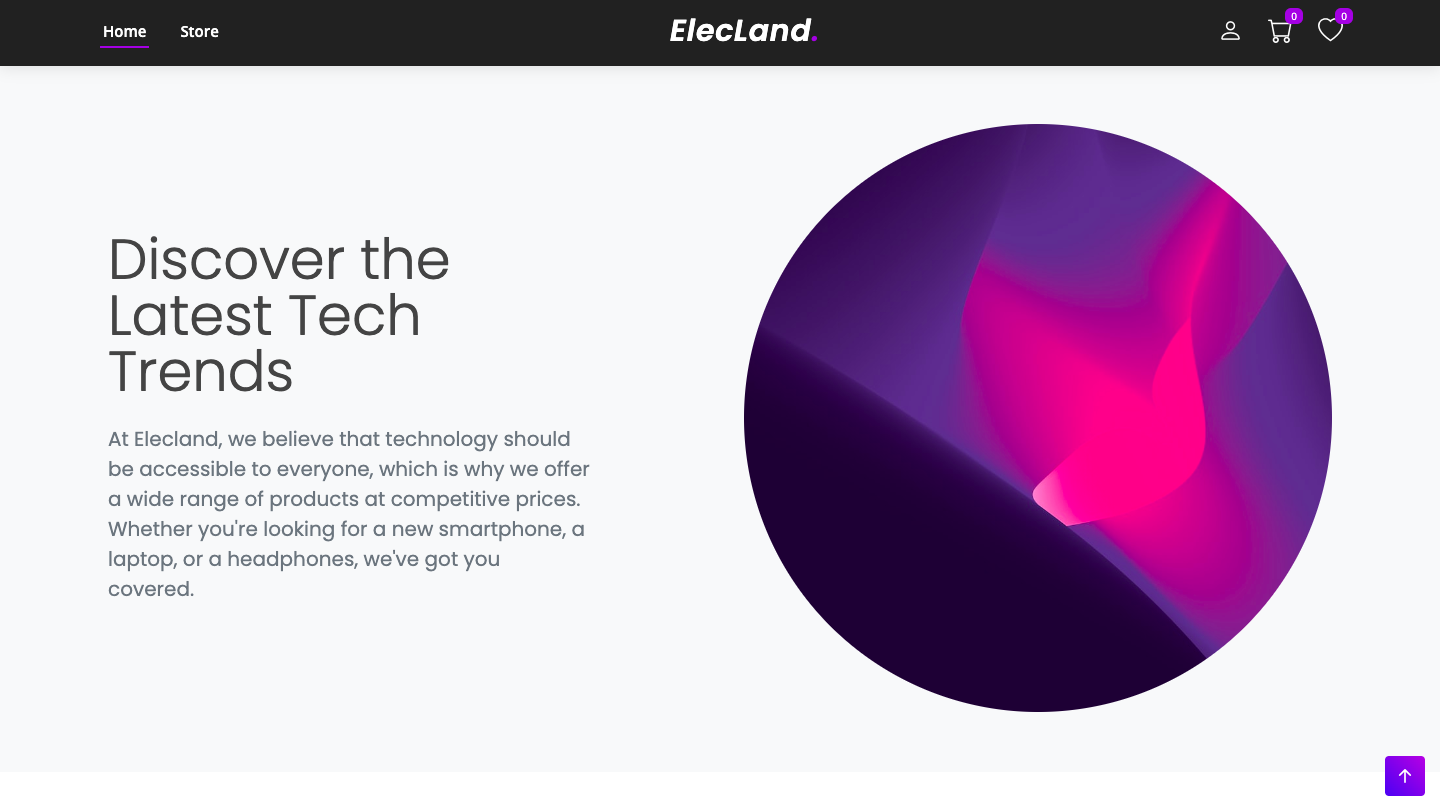 Home
Store
ElecLand.
0
0
Discover the
Latest Tech
Trends
At Elecland, we believe that technology should
be accessible to everyone, which is why we offer
a wide range of products at competitive prices.
Whether you're looking for a new smartphone, a
laptop, or a headphones, we've got you
covered.